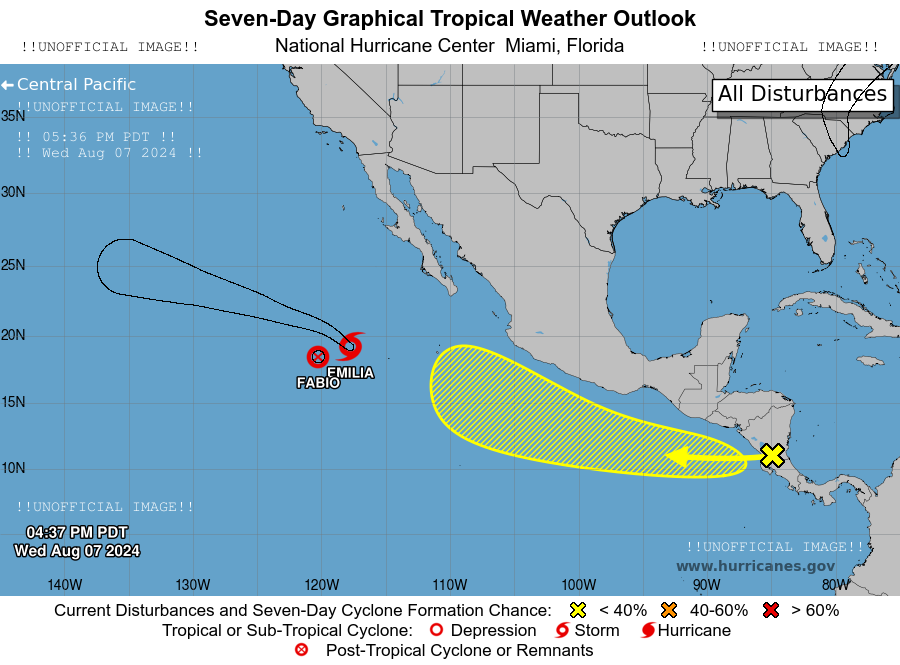 Seven-Day Graphical Tropical Weather Outlook
!!UNOFFICIAL IMAGE!! National Hurricane Center Miami, Florida !!UNOFFICIAL IMAGE!!
Central Pacific
All Disturbances
!!UNOFFICIAL IMAGE!!
35N
!! 05:36 PM PDT !!
!! Wed Aug 07 2024 !!
30N
25N
20N
EMILIA
FABIO
15N
10N
!!UNOFFICIAL IMAGE!!
04:37 PM PDT
Wed Aug 07 2024
!!UNOFFICIAL IMAGE!!
www.hurricanes.gov
140W 130W 120W 110W 100W 90W 80W
Current Disturbances and Seven-Day Cyclone Formation Chance: < 40% 40-60% > 60%
Tropical or Sub-Tropical Cyclone: Depression Storm Hurricane
Post-Tropical Cyclone or Remnants